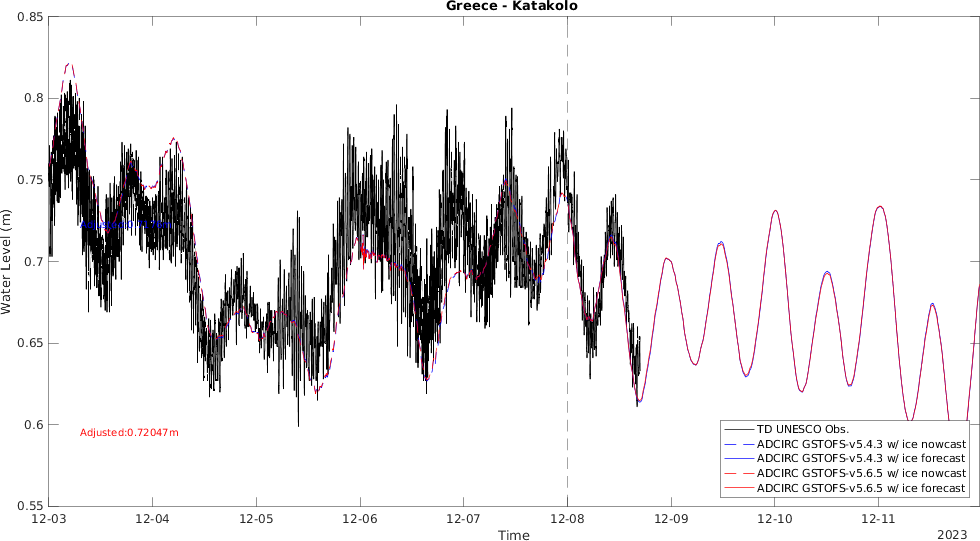 Greece - Katakolo
0.85
0.8
0.75
0.7
0.65
0.6
0.55
Water Level (m)
Adjusted:0.72047m
TD UNESCO Obs.
ADCIRC GSTOFS-v5.4.3 w/ ice nowcast
ADCIRC GSTOFS-v5.4.3 w/ ice forecast
ADCIRC GSTOFS-v5.6.5 w/ ice nowcast
ADCIRC GSTOFS-v5.6.5 w/ ice forecast
12-03
12-04
12-05
12-06
12-07
12-08
12-09
12-10
12-11
Time
2023